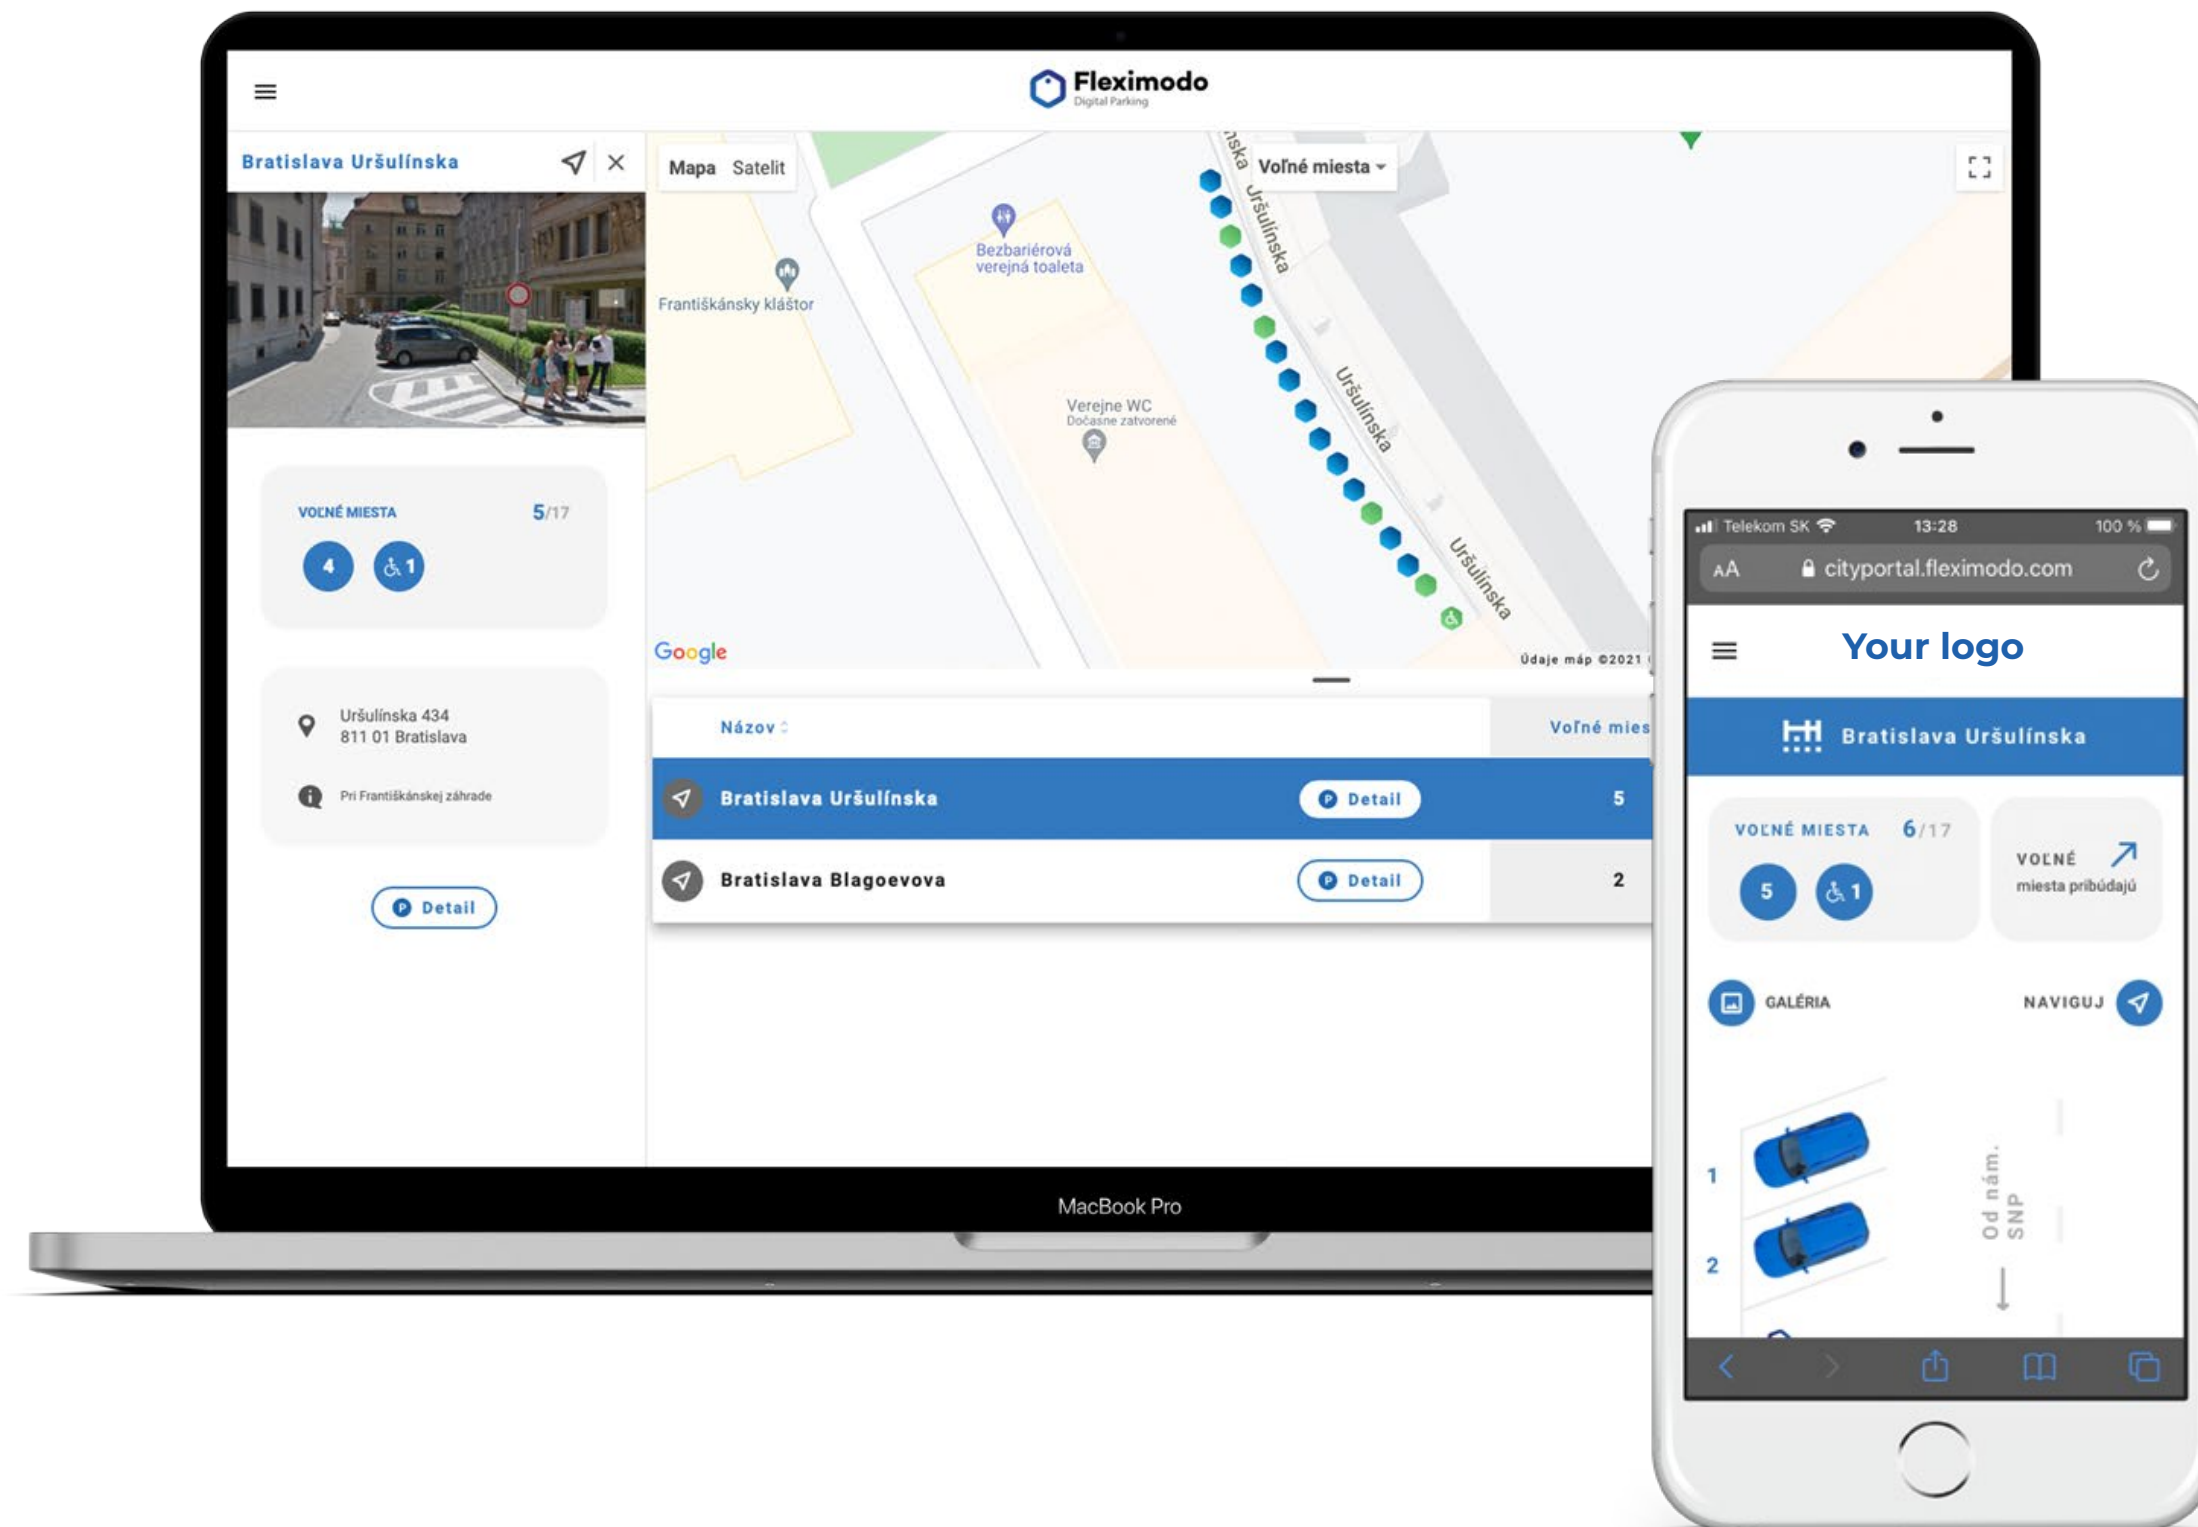 Fleximodo
Digital Parking
Bratislava Uršulínska
Mapa Satelit
Voľné miesta
Uršulínska
Bezbariérová
verejná toaleta
Františkánsky kláštor
Uršulínska
Verejne WC
Dočasne zatvorené
Uršulínska
VOĽNÉ MIESTA 5/17
4 1
Google
Údaje máp ©2021
Uršulínska 434
811 01 Bratislava
Pri Františkánskej záhrade
P Detail
Názov
Bratislava Uršulínska P Detail 5
Bratislava Blagoevova P Detail 2
MacBook Pro
Telekom SK 13:28 100 %
AA cityportal.fleximodo.com
Your logo
Bratislava Uršulínska
VOĽNÉ MIESTA 6/17
5 1
VOĽNÉ
miesta pribúdajú
GALÉRIA
NAVIGUJ
1
2
Od nám.
SNP